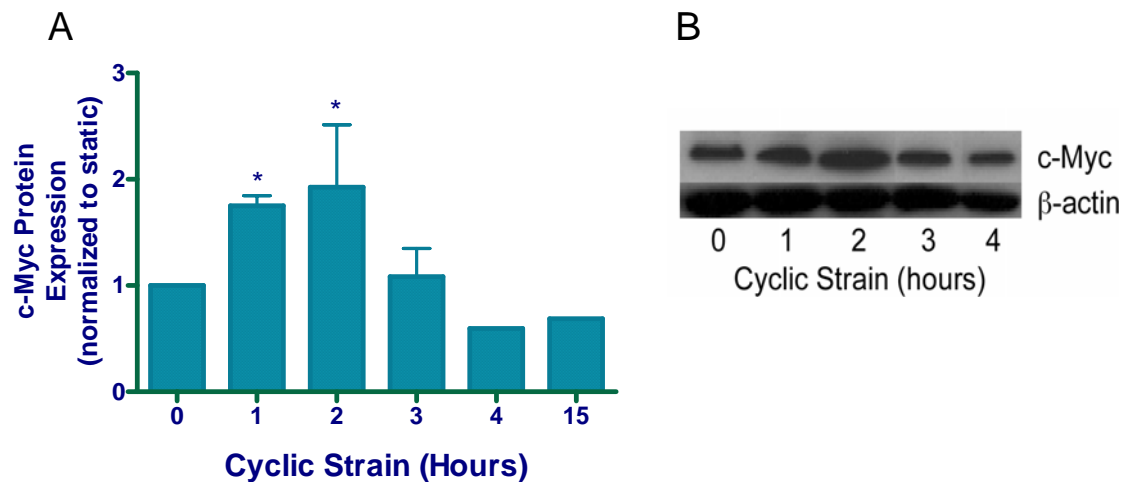 A
B
3
2
1
0
c-Myc Protein
Expression
(normalized to static)
*
*
0 1 2 3 4 15
Cyclic Strain (Hours)
c-Myc
β-actin
0 1 2 3 4
Cyclic Strain (hours)